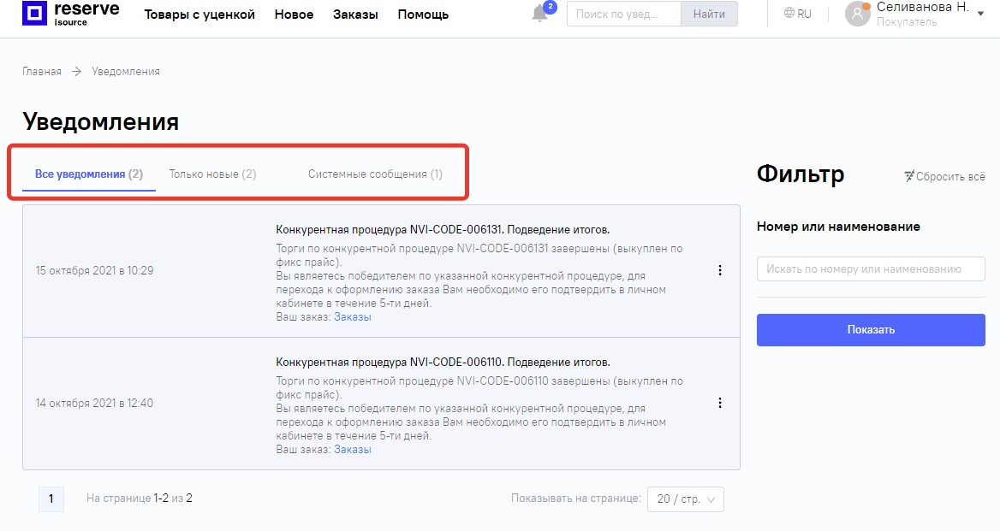 reserve
isource
Товары с уценкой Новое Заказы Помощь
2
Поиск по увед... Найти
RU
Селиванова Н.
Покупатель
Главная → Уведомления
Уведомления
Все уведомления (2) Только новые (2) Системные сообщения (1)
Фильтр
Сбросить всё
Номер или наименование
Искать по номеру или наименованию
Показать
Конкурентная процедура NVI-CODE-006131. Подведение итогов.
15 октября 2021 в 10:29
Торги по конкурентной процедуре NVI-CODE-006131 завершены (выкуплен по
фикс прайс).
Вы являетесь победителем по указанной конкурентной процедуре, для
перехода к оформлению заказа Вам необходимо его подтвердить в личном
кабинете в течение 5-ти дней.
Ваш заказ: Заказы
Конкурентная процедура NVI-CODE-006110. Подведение итогов.
14 октября 2021 в 12:40
Торги по конкурентной процедуре NVI-CODE-006110 завершены (выкуплен по
фикс прайс).
Вы являетесь победителем по указанной конкурентной процедуре, для
перехода к оформлению заказа Вам необходимо его подтвердить в личном
кабинете в течение 5-ти дней.
Ваш заказ: Заказы
1 На странице 1-2 из 2
Показывать на странице: 20 / стр.